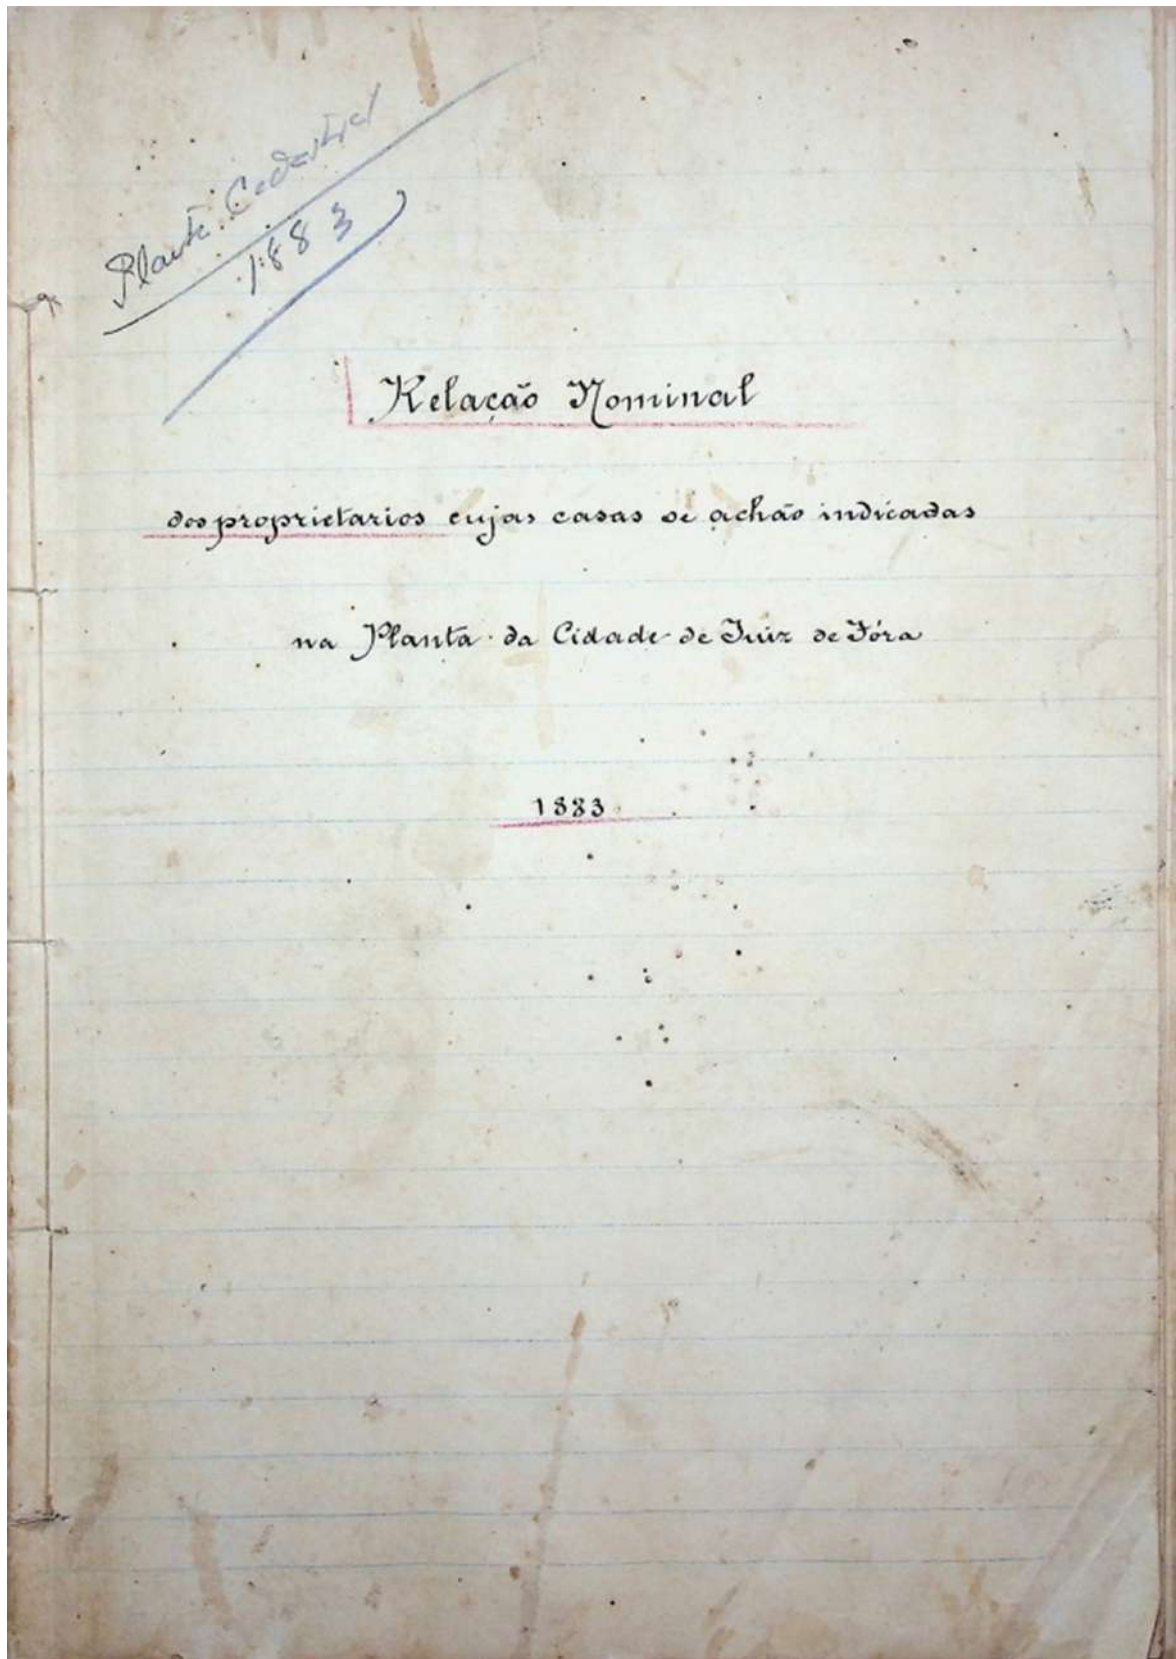 Planta Cadastral
1883
Relação Nominal
dos proprietarios cujas casas se achão indicadas
na Planta da Cidade de Juiz de Fóra
1883